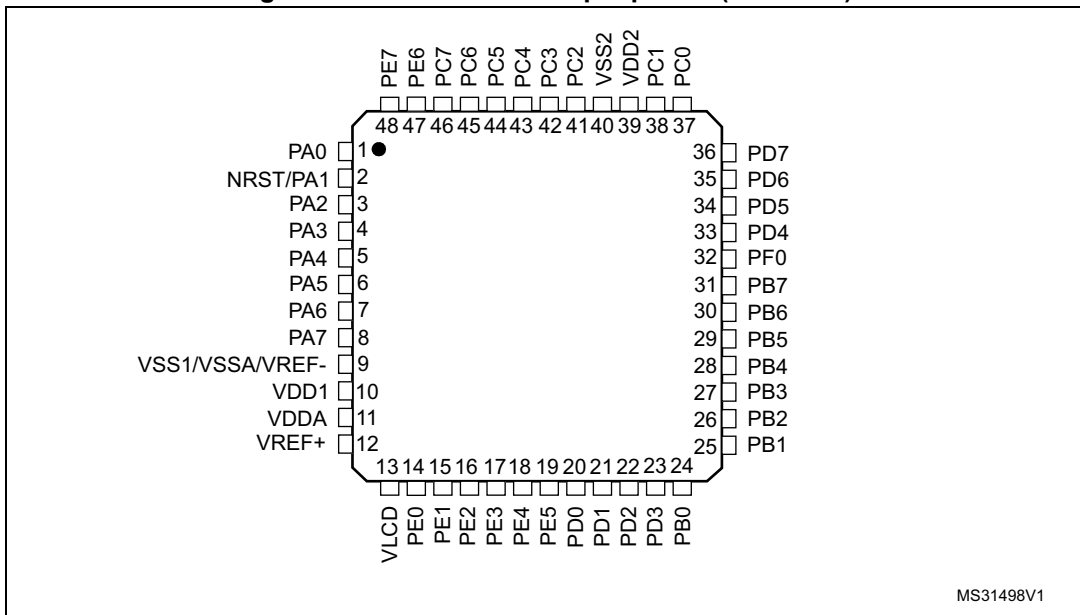 PE7 PE6 PC7 PC6 PC5 PC4 PC3 PC2 VSS2 VDD2 PC1 PC0
48 47 46 45 44 43 42 41 40 39 38 37
PA0 1 36 PD7
NRST/PA1 2 35 PD6
PA2 3 34 PD5
PA3 4 33 PD4
PA4 5 32 PF0
PA5 6 31 PB7
PA6 7 30 PB6
PA7 8 29 PB5
VSS1/VSSA/VREF- 9 28 PB4
VDD1 10 27 PB3
VDDA 11 26 PB2
VREF+ 12 25 PB1
13 14 15 16 17 18 19 20 21 22 23 24
VLCD PE0 PE1 PE2 PE3 PE4 PE5 PD0 PD1 PD2 PD3 PB0
MS31498V1